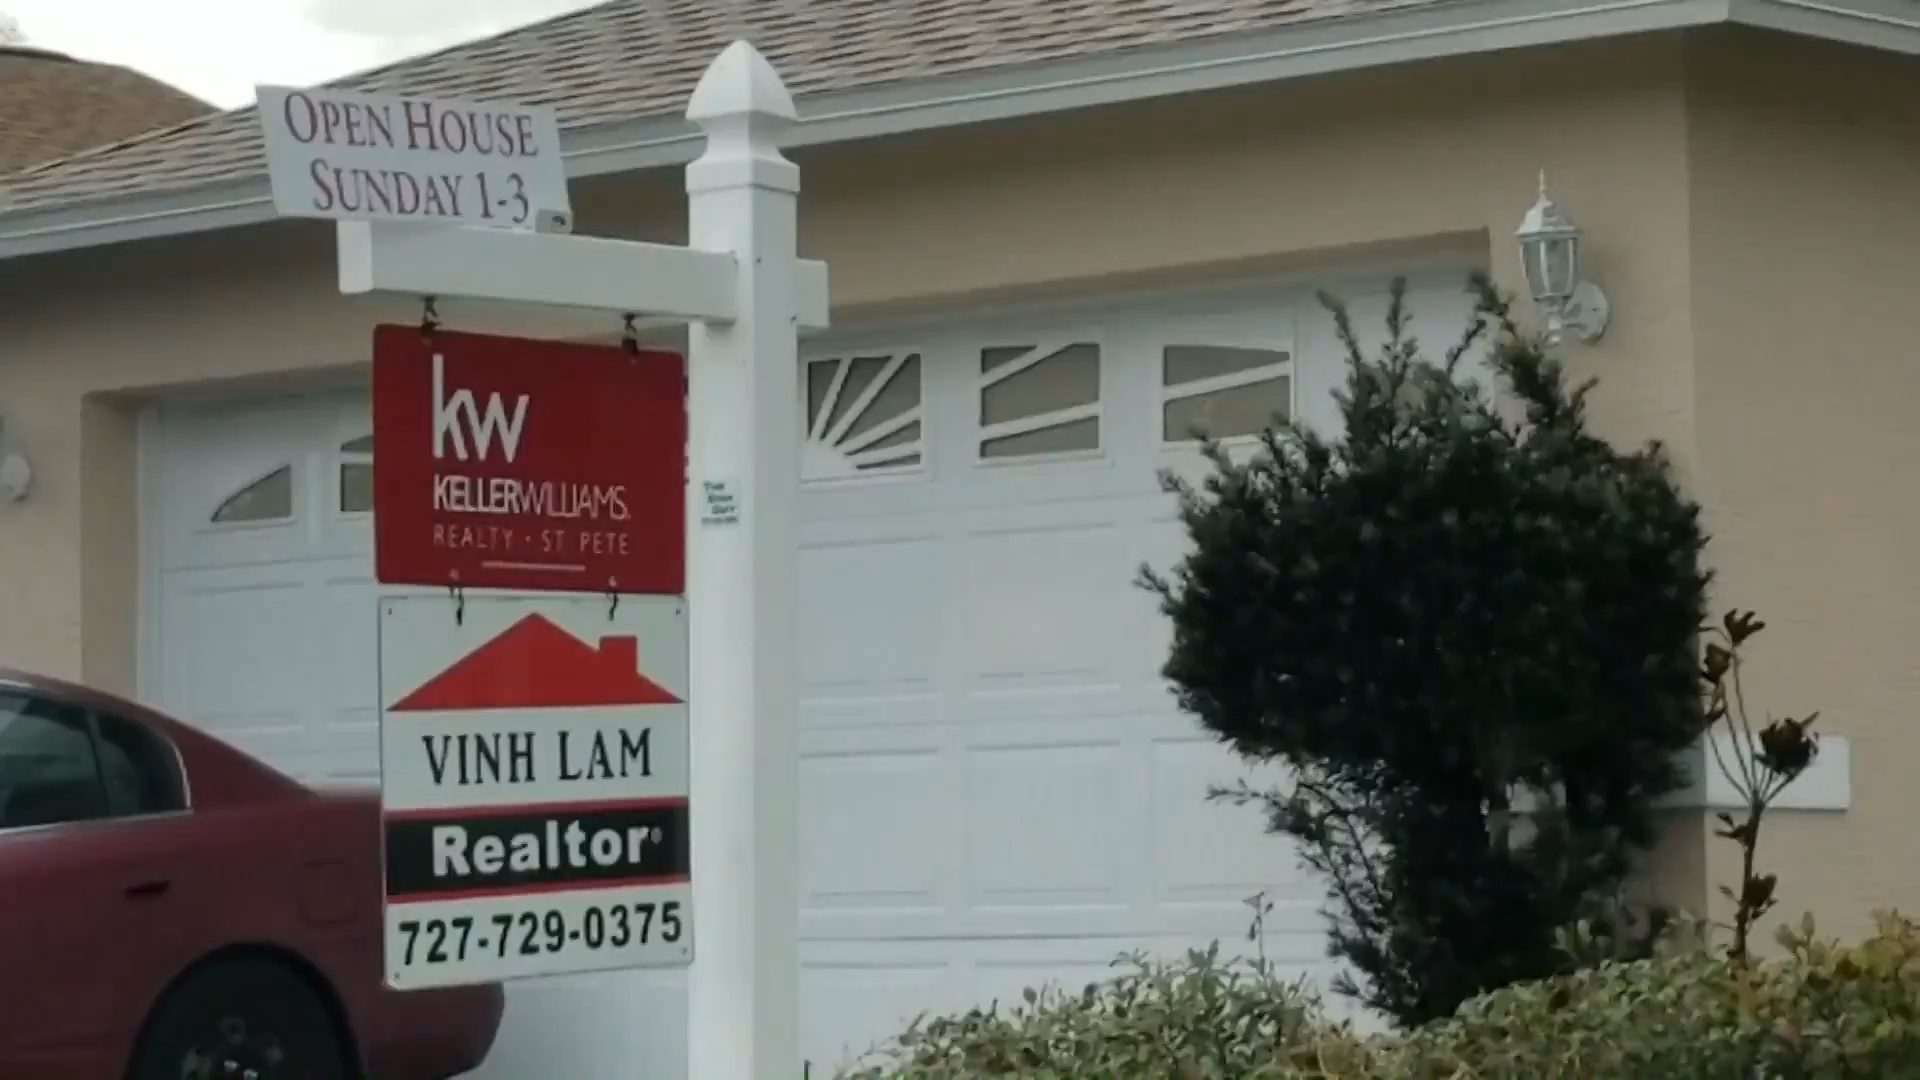 OPEN HOUSE
SUNDAY 1-3
kw
KELLERWILLIAMS.
REALTY · ST PETE
VINH LAM
Realtor®
727-729-0375